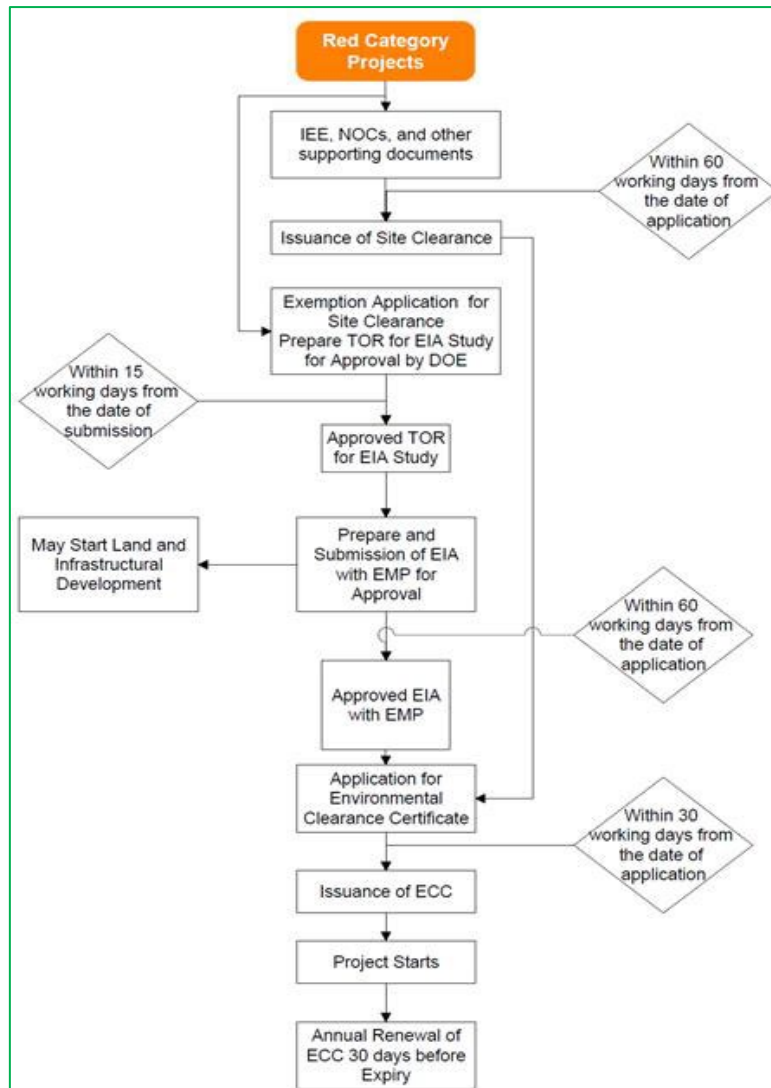 Red Category
Projects
IEE, NOCs, and other
supporting documents
Within 60
working days from
the date of
application
Issuance of Site Clearance
Exemption Application for
Site Clearance
Prepare TOR for EIA Study
for Approval by DOE
Within 15
working days from
the date of
submission
Approved TOR
for EIA Study
May Start Land and
Infrastructural
Development
Prepare and
Submission of EIA
with EMP for
Approval
Within 60
working days from
the date of
application
Approved EIA
with EMP
Application for
Environmental
Clearance Certificate
Within 30
working days from
the date of
application
Issuance of ECC
Project Starts
Annual Renewal of
ECC 30 days before
Expiry